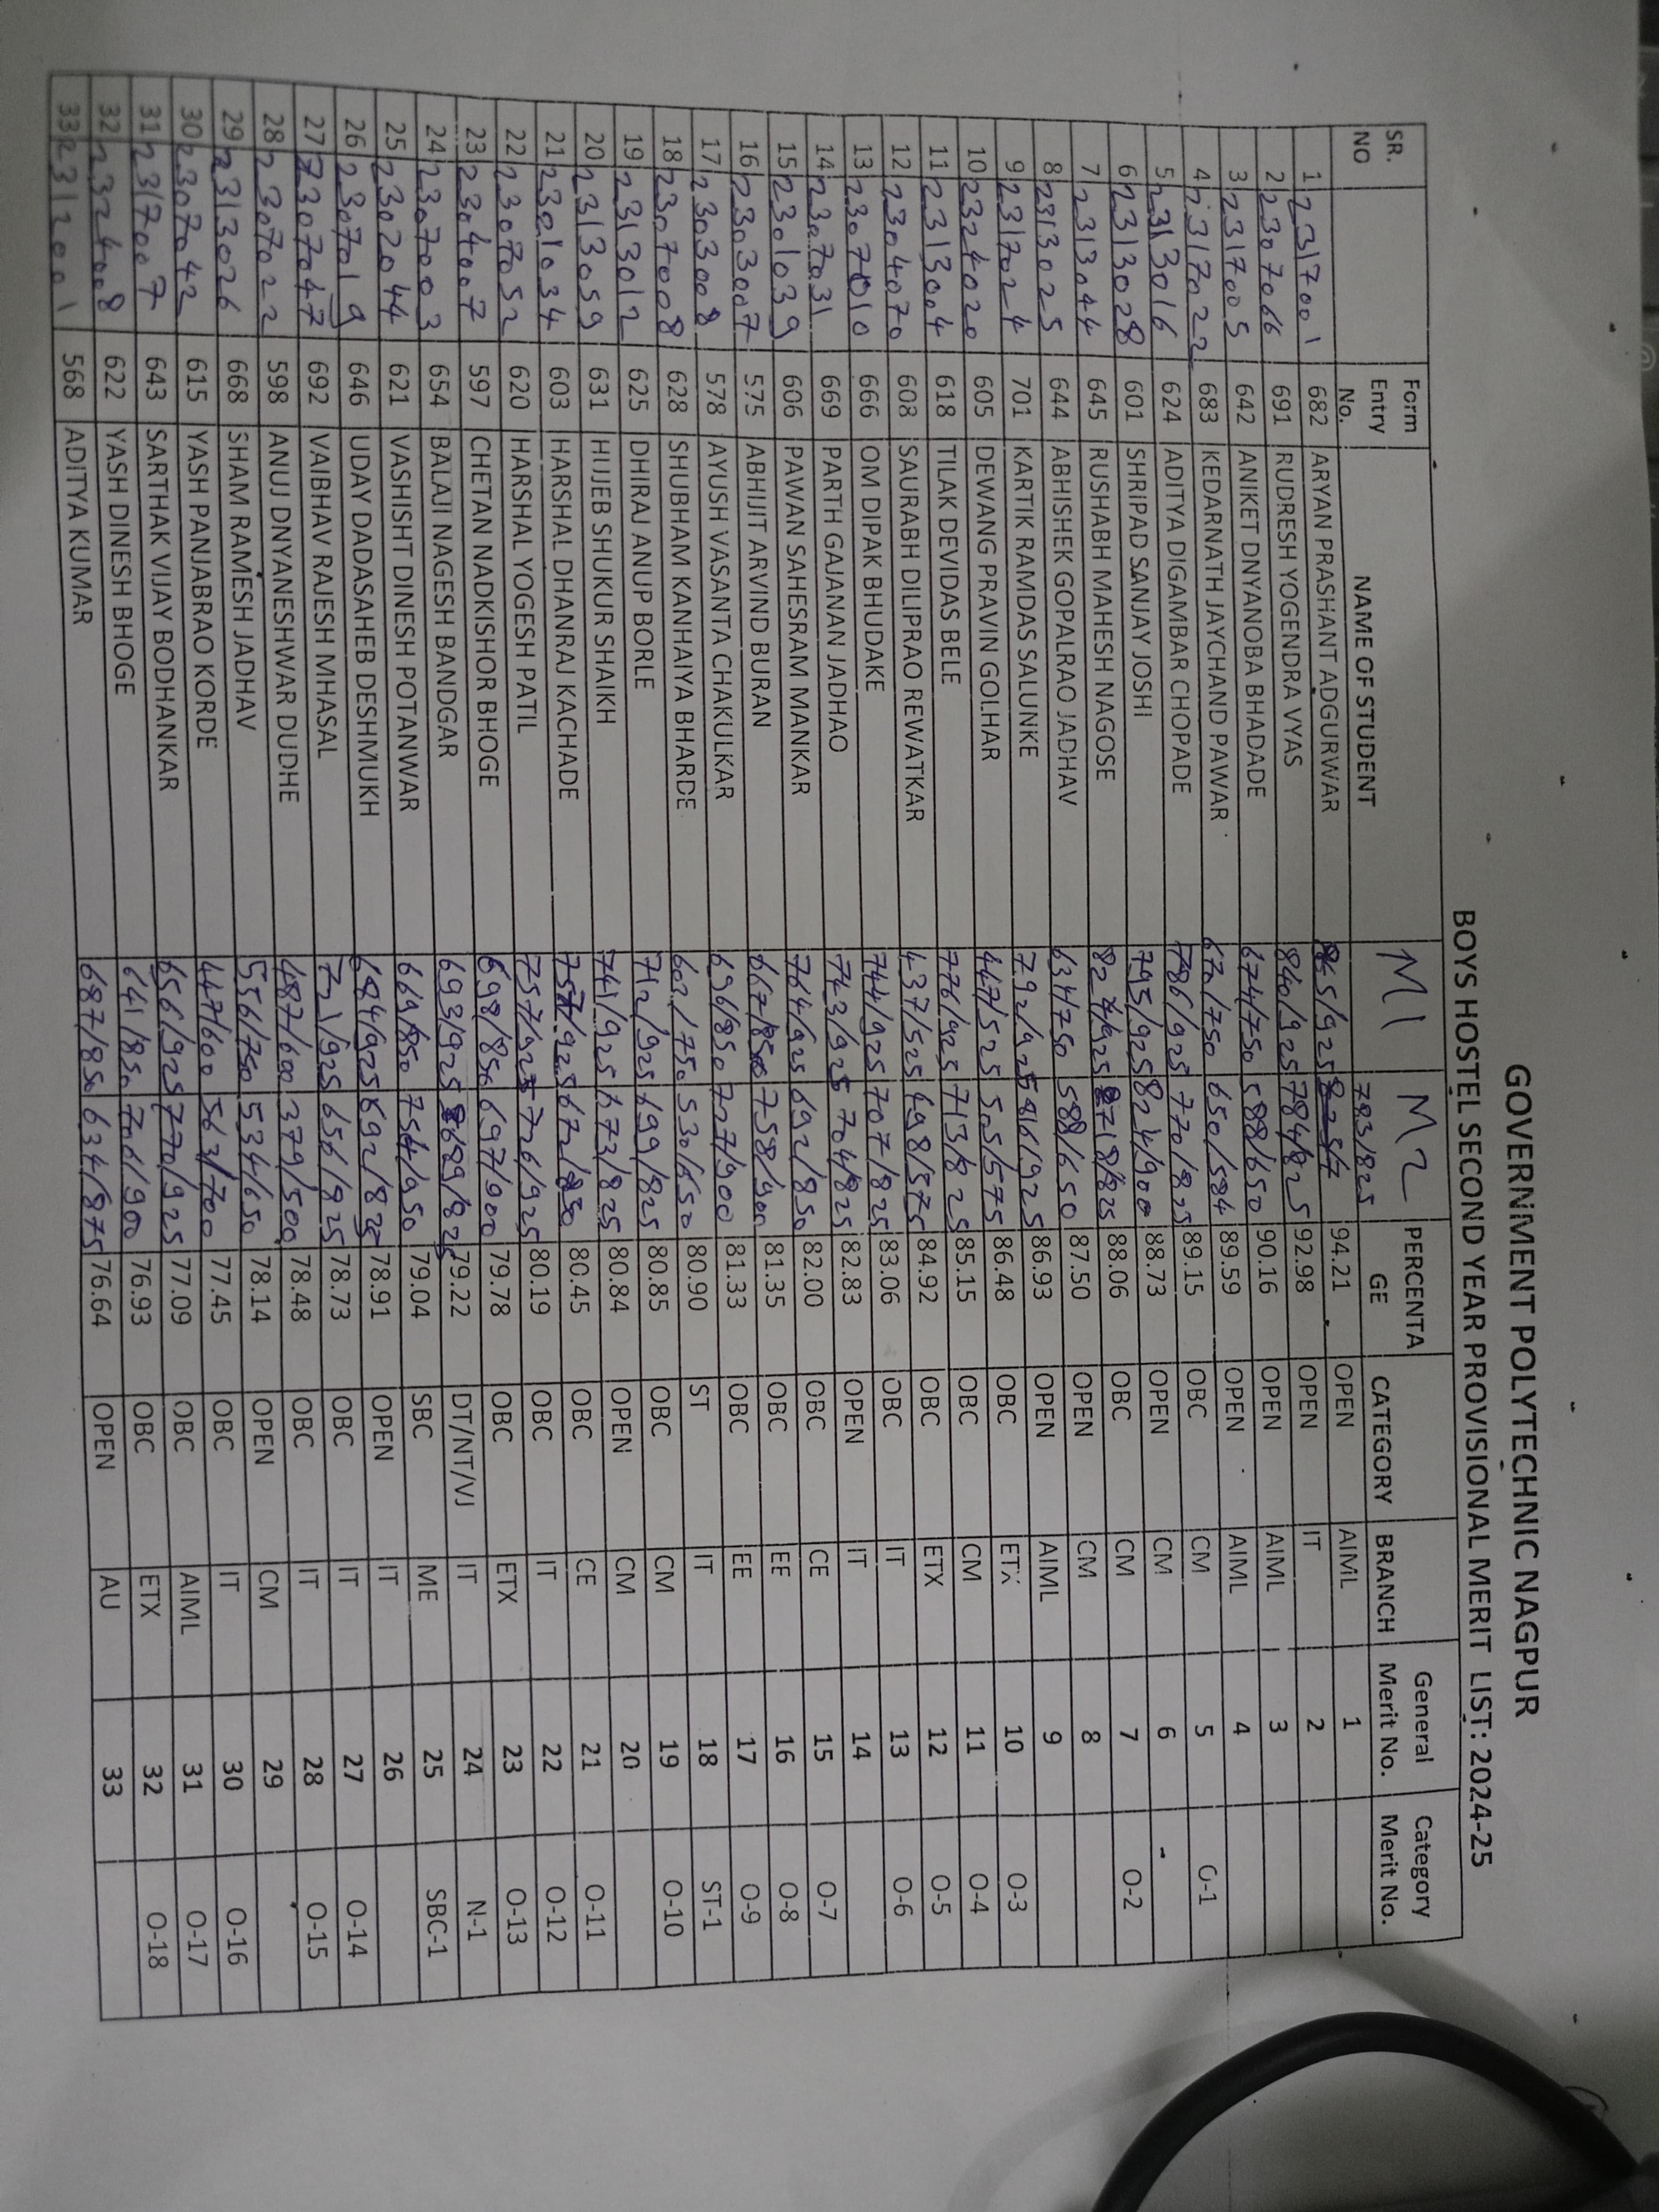 GOVERNMENT POLYTECHNIC NAGPUR
BOYS HOSTEL SECOND YEAR PROVISIONAL MERIT LIST: 2024-25
SR. NO Form Entry No. NAME OF STUDENT M1 M2 PERCENTAGE CATEGORY BRANCH General Merit No. Category Merit No.
1 2317001 682 ARYAN PRASHANT ADGURWAR 865/925 783/825 94.21 OPEN AIML 1
2 2307066 691 RUDRESH YOGENDRA VYAS 840/925 784/825 92.98 OPEN IT 2
3 2317005 642 ANIKET DNYANOBA BHADADE 674/750 588/650 90.16 OPEN AIML 3
4 2317022 683 KEDARNATH JAYCHAND PAWAR 670/750 650/584 89.59 OPEN AIML 4
5 2313016 624 ADITYA DIGAMBAR CHOPADE 786/925 770/825 89.15 OBC CM 5 O-1
6 2313028 601 SHRIPAD SANJAY JOSHI 795/925 824/900 88.73 OPEN CM 6 -
7 2313044 645 RUSHABH MAHESH NAGOSE 824/925 718/825 88.06 OBC CM 7 O-2
8 2313025 644 ABHISHEK GOPALRAO JADHAV 634/750 588/650 87.50 OPEN CM 8
9 2317024 701 KARTIK RAMDAS SALUNKE 792/925 816/925 86.93 OPEN AIML 9
10 2324020 605 DEWANG PRAVIN GOLHAR 447/525 505/575 86.48 OBC ETX 10 O-3
11 2313004 618 TILAK DEVIDAS BELE 776/925 713/825 85.15 OBC CM 11 O-4
12 2304070 608 SAURABH DILIPRAO REWATKAR 437/525 498/575 84.92 OBC ETX 12 O-5
13 2307010 666 OM DIPAK BHUDAKE 744/925 707/825 83.06 OBC IT 13 O-6
14 2307031 669 PARTH GAJANAN JADHAO 743/925 704/825 82.83 OPEN IT 14
15 2301039 606 PAWAN SAHESRAM MANKAR 764/925 692/850 82.00 OBC CE 15 O-7
16 2303007 575 ABHIJIT ARVIND BURAN 667/850 758/900 81.35 OBC EE 16 O-8
17 2303008 578 AYUSH VASANTA CHAKULKAR 696/850 727/900 81.33 OBC EE 17 O-9
18 2307008 628 SHUBHAM KANHAIYA BHARDE 602/750 530/650 80.90 ST IT 18 ST-1
19 2313012 625 DHIRAJ ANUP BORLE 712/925 699/825 80.85 OBC CM 19 O-10
20 2313059 631 HUJEB SHUKUR SHAIKH 741/925 673/825 80.84 OPEN CM 20
21 2301034 603 HARSHAL DHANRAJ KACHADE 757/925 672/850 80.45 OBC CE 21 O-11
22 2307052 620 HARSHAL YOGESH PATIL 757/925 726/925 80.19 OBC IT 22 O-12
23 2304007 597 CHETAN NADKISHOR BHOGE 698/850 697/900 79.78 OBC ETX 23 O-13
24 2307003 654 BALAJI NAGESH BANDGAR 693/925 689/825 79.22 DT/NT/VJ IT 24 N-1
25 2302044 621 VASHISHT DINESH POTANWAR 669/850 754/950 79.04 SBC ME 25 SBC-1
26 2307019 646 UDAY DADASAHEB DESHMUKH 684/925 692/825 78.91 OPEN IT 26
27 2307047 692 VAIBHAV RAJESH MHASAL 721/925 656/825 78.73 OBC IT 27 O-14
28 2307022 598 ANUJ DNYANESHWAR DUDHE 487/600 379/500 78.48 OBC IT 28 O-15
29 2313026 668 SHAM RAMESH JADHAV 556/750 534/650 78.14 OPEN CM 29
30 2307042 615 YASH PANJABRAO KORDE 447/600 563/700 77.45 OBC IT 30 O-16
31 2317007 643 SARTHAK VIJAY BODHANKAR 656/925 770/925 77.09 OBC AIML 31 O-17
32 2324008 622 YASH DINESH BHOGE 641/850 706/900 76.93 OBC ETX 32 O-18
33 2312001 568 ADITYA KUMAR 687/850 634/875 76.64 OPEN AU 33